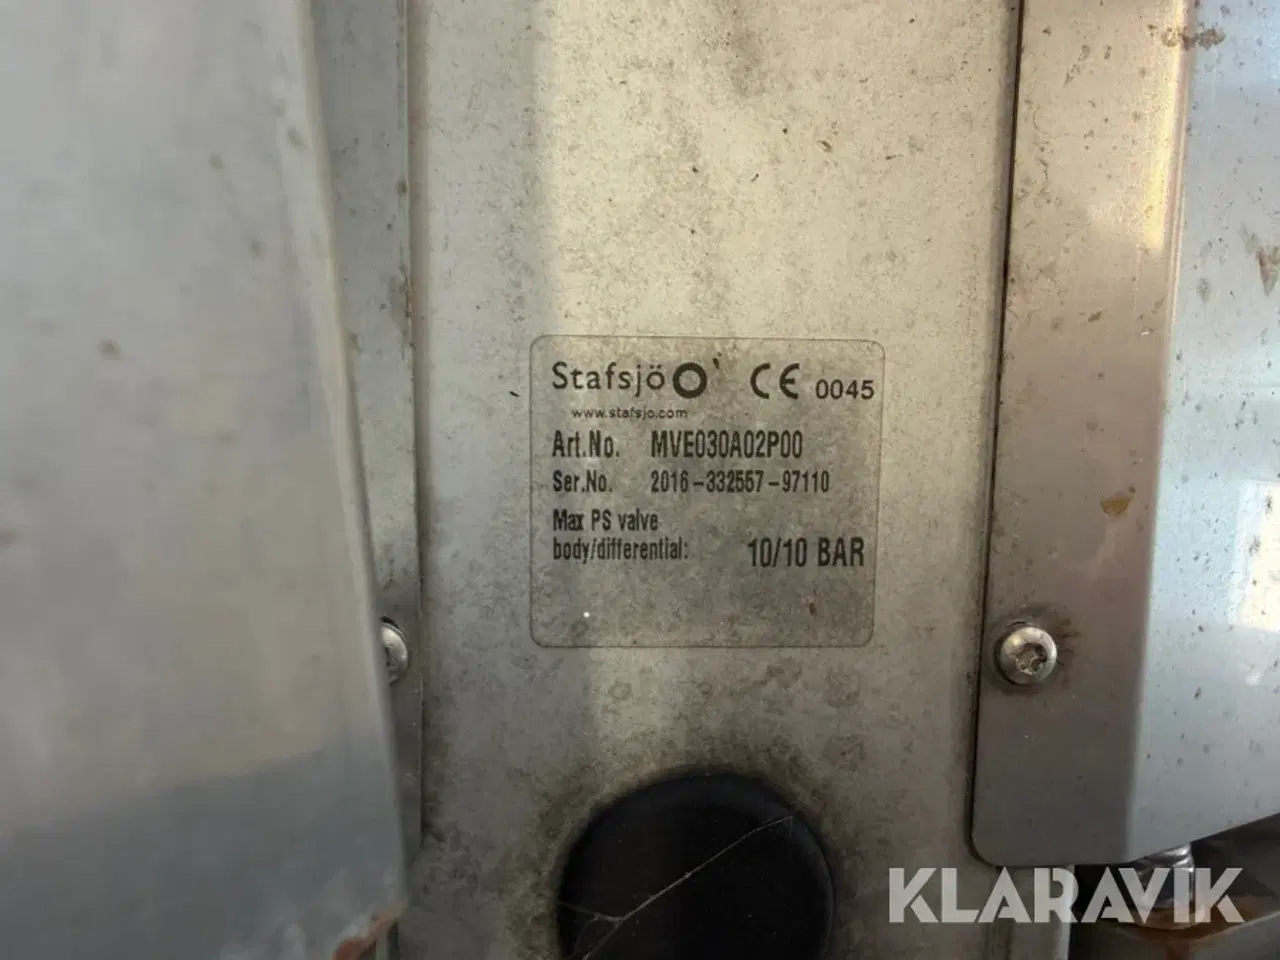 Stafsjö CE 0045
www.stafsjo.com
Art.No. MVE030A02P00
Ser.No. 2016-332557-97110
Max PS valve
body/differential: 10/10 BAR
KLARAVIK